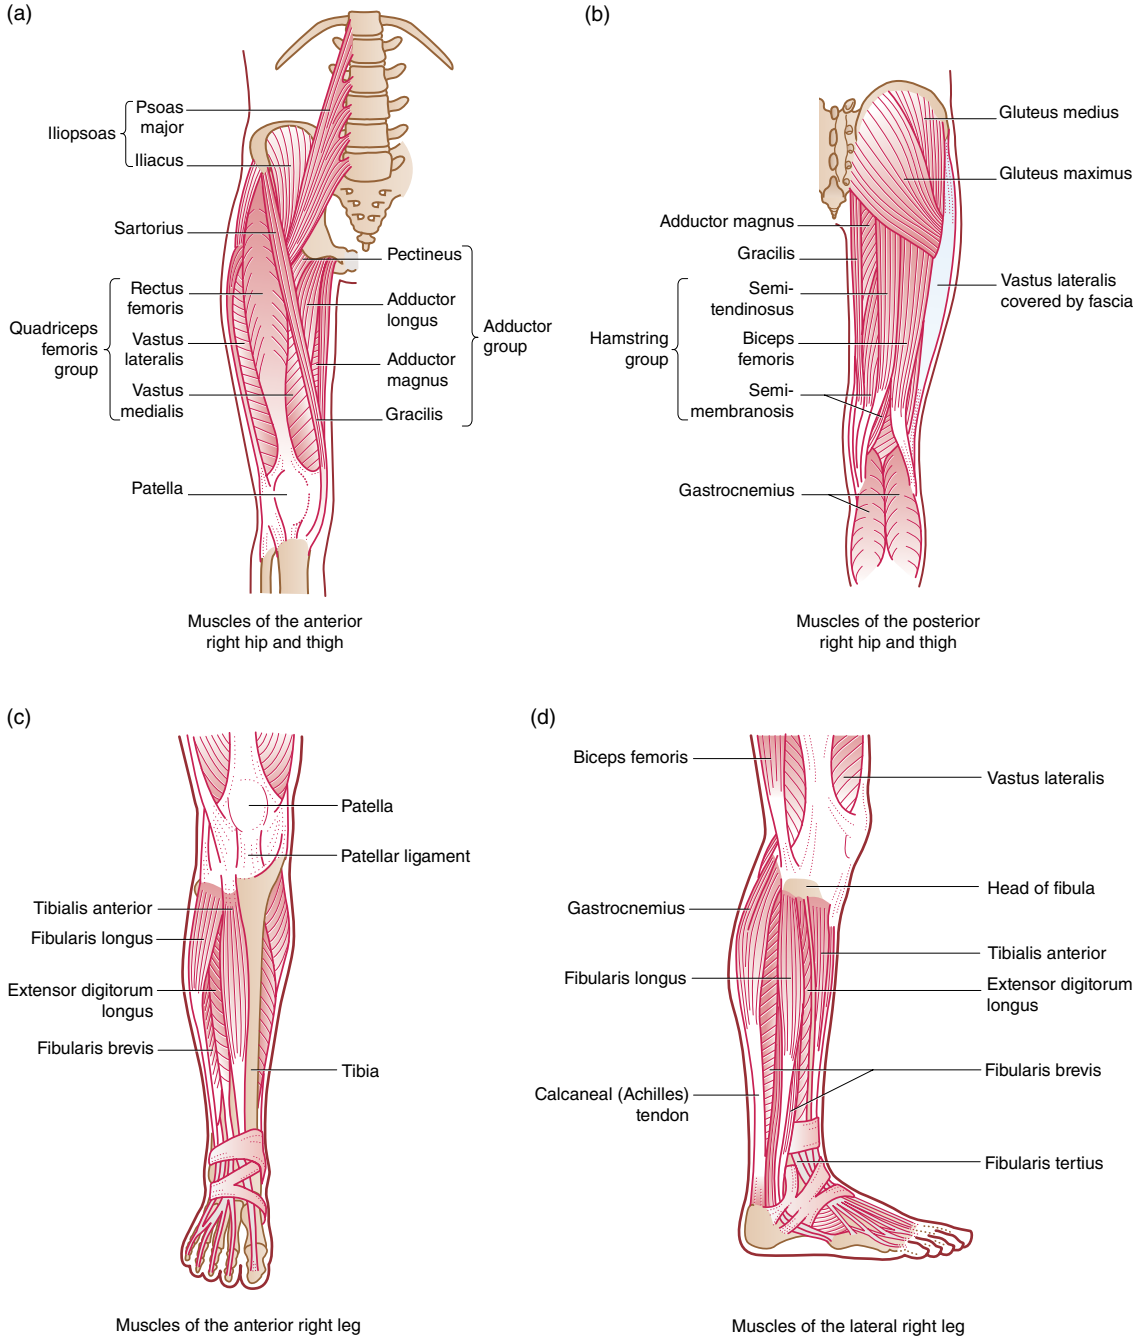 (a)
Psoas
major
Iliopsoas
Iliacus
Sartorius
Pectineus
Rectus
femoris
Adductor
longus
Quadriceps
femoris
group
Vastus
lateralis
Adductor
group
Adductor
magnus
Vastus
medialis
Gracilis
Patella
Muscles of the anterior
right hip and thigh
(b)
Gluteus medius
Gluteus maximus
Adductor magnus
Gracilis
Semi-
tendinosus
Vastus lateralis
covered by fascia
Hamstring
group
Biceps
femoris
Semi-
membranosis
Gastrocnemius
Muscles of the posterior
right hip and thigh
(c)
Patella
Patellar ligament
Tibialis anterior
Fibularis longus
Extensor digitorum
longus
Fibularis brevis
Tibia
Muscles of the anterior right leg
(d)
Biceps femoris
Vastus lateralis
Head of fibula
Gastrocnemius
Tibialis anterior
Fibularis longus
Extensor digitorum
longus
Fibularis brevis
Calcaneal (Achilles)
tendon
Fibularis tertius
Muscles of the lateral right leg